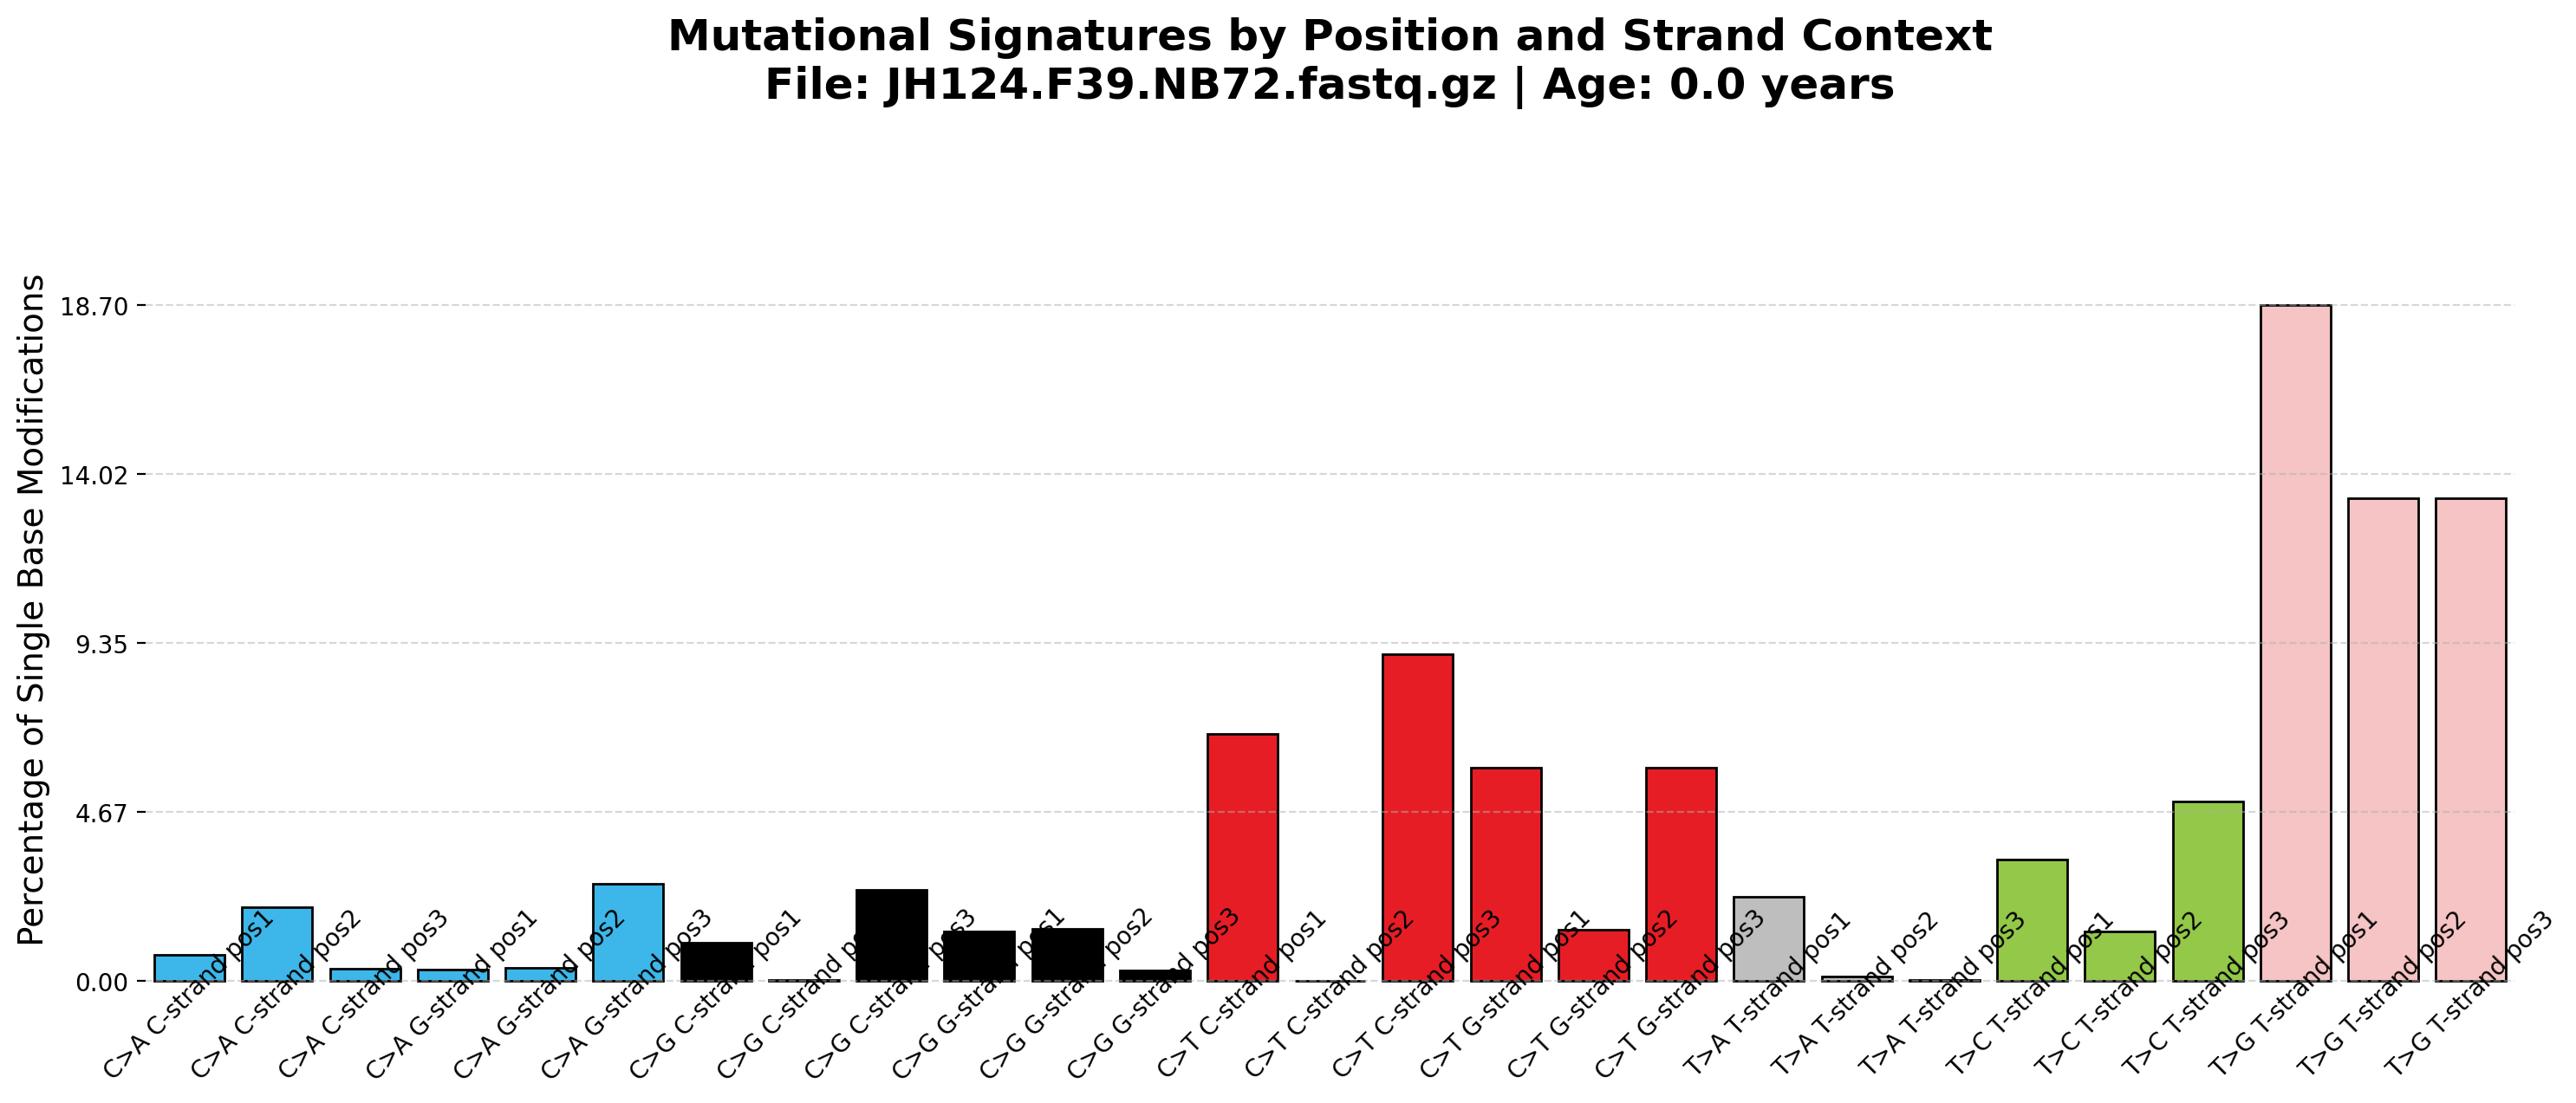 Mutational Signatures by Position and Strand Context
File: JH124.F39.NB72.fastq.gz | Age: 0.0 years
Percentage of Single Base Modifications
18.70
14.02
9.35
4.67
0.00
C>A C-strand pos1
C>A C-strand pos2
C>A C-strand pos3
C>A G-strand pos1
C>A G-strand pos2
C>A G-strand pos3
C>G C-strand pos1
C>G C-strand pos2
C>G C-strand pos3
C>G G-strand pos1
C>G G-strand pos2
C>G G-strand pos3
C>T C-strand pos1
C>T C-strand pos2
C>T C-strand pos3
C>T G-strand pos1
C>T G-strand pos2
C>T G-strand pos3
T>A T-strand pos1
T>A T-strand pos2
T>A T-strand pos3
T>C T-strand pos1
T>C T-strand pos2
T>C T-strand pos3
T>G T-strand pos1
T>G T-strand pos2
T>G T-strand pos3